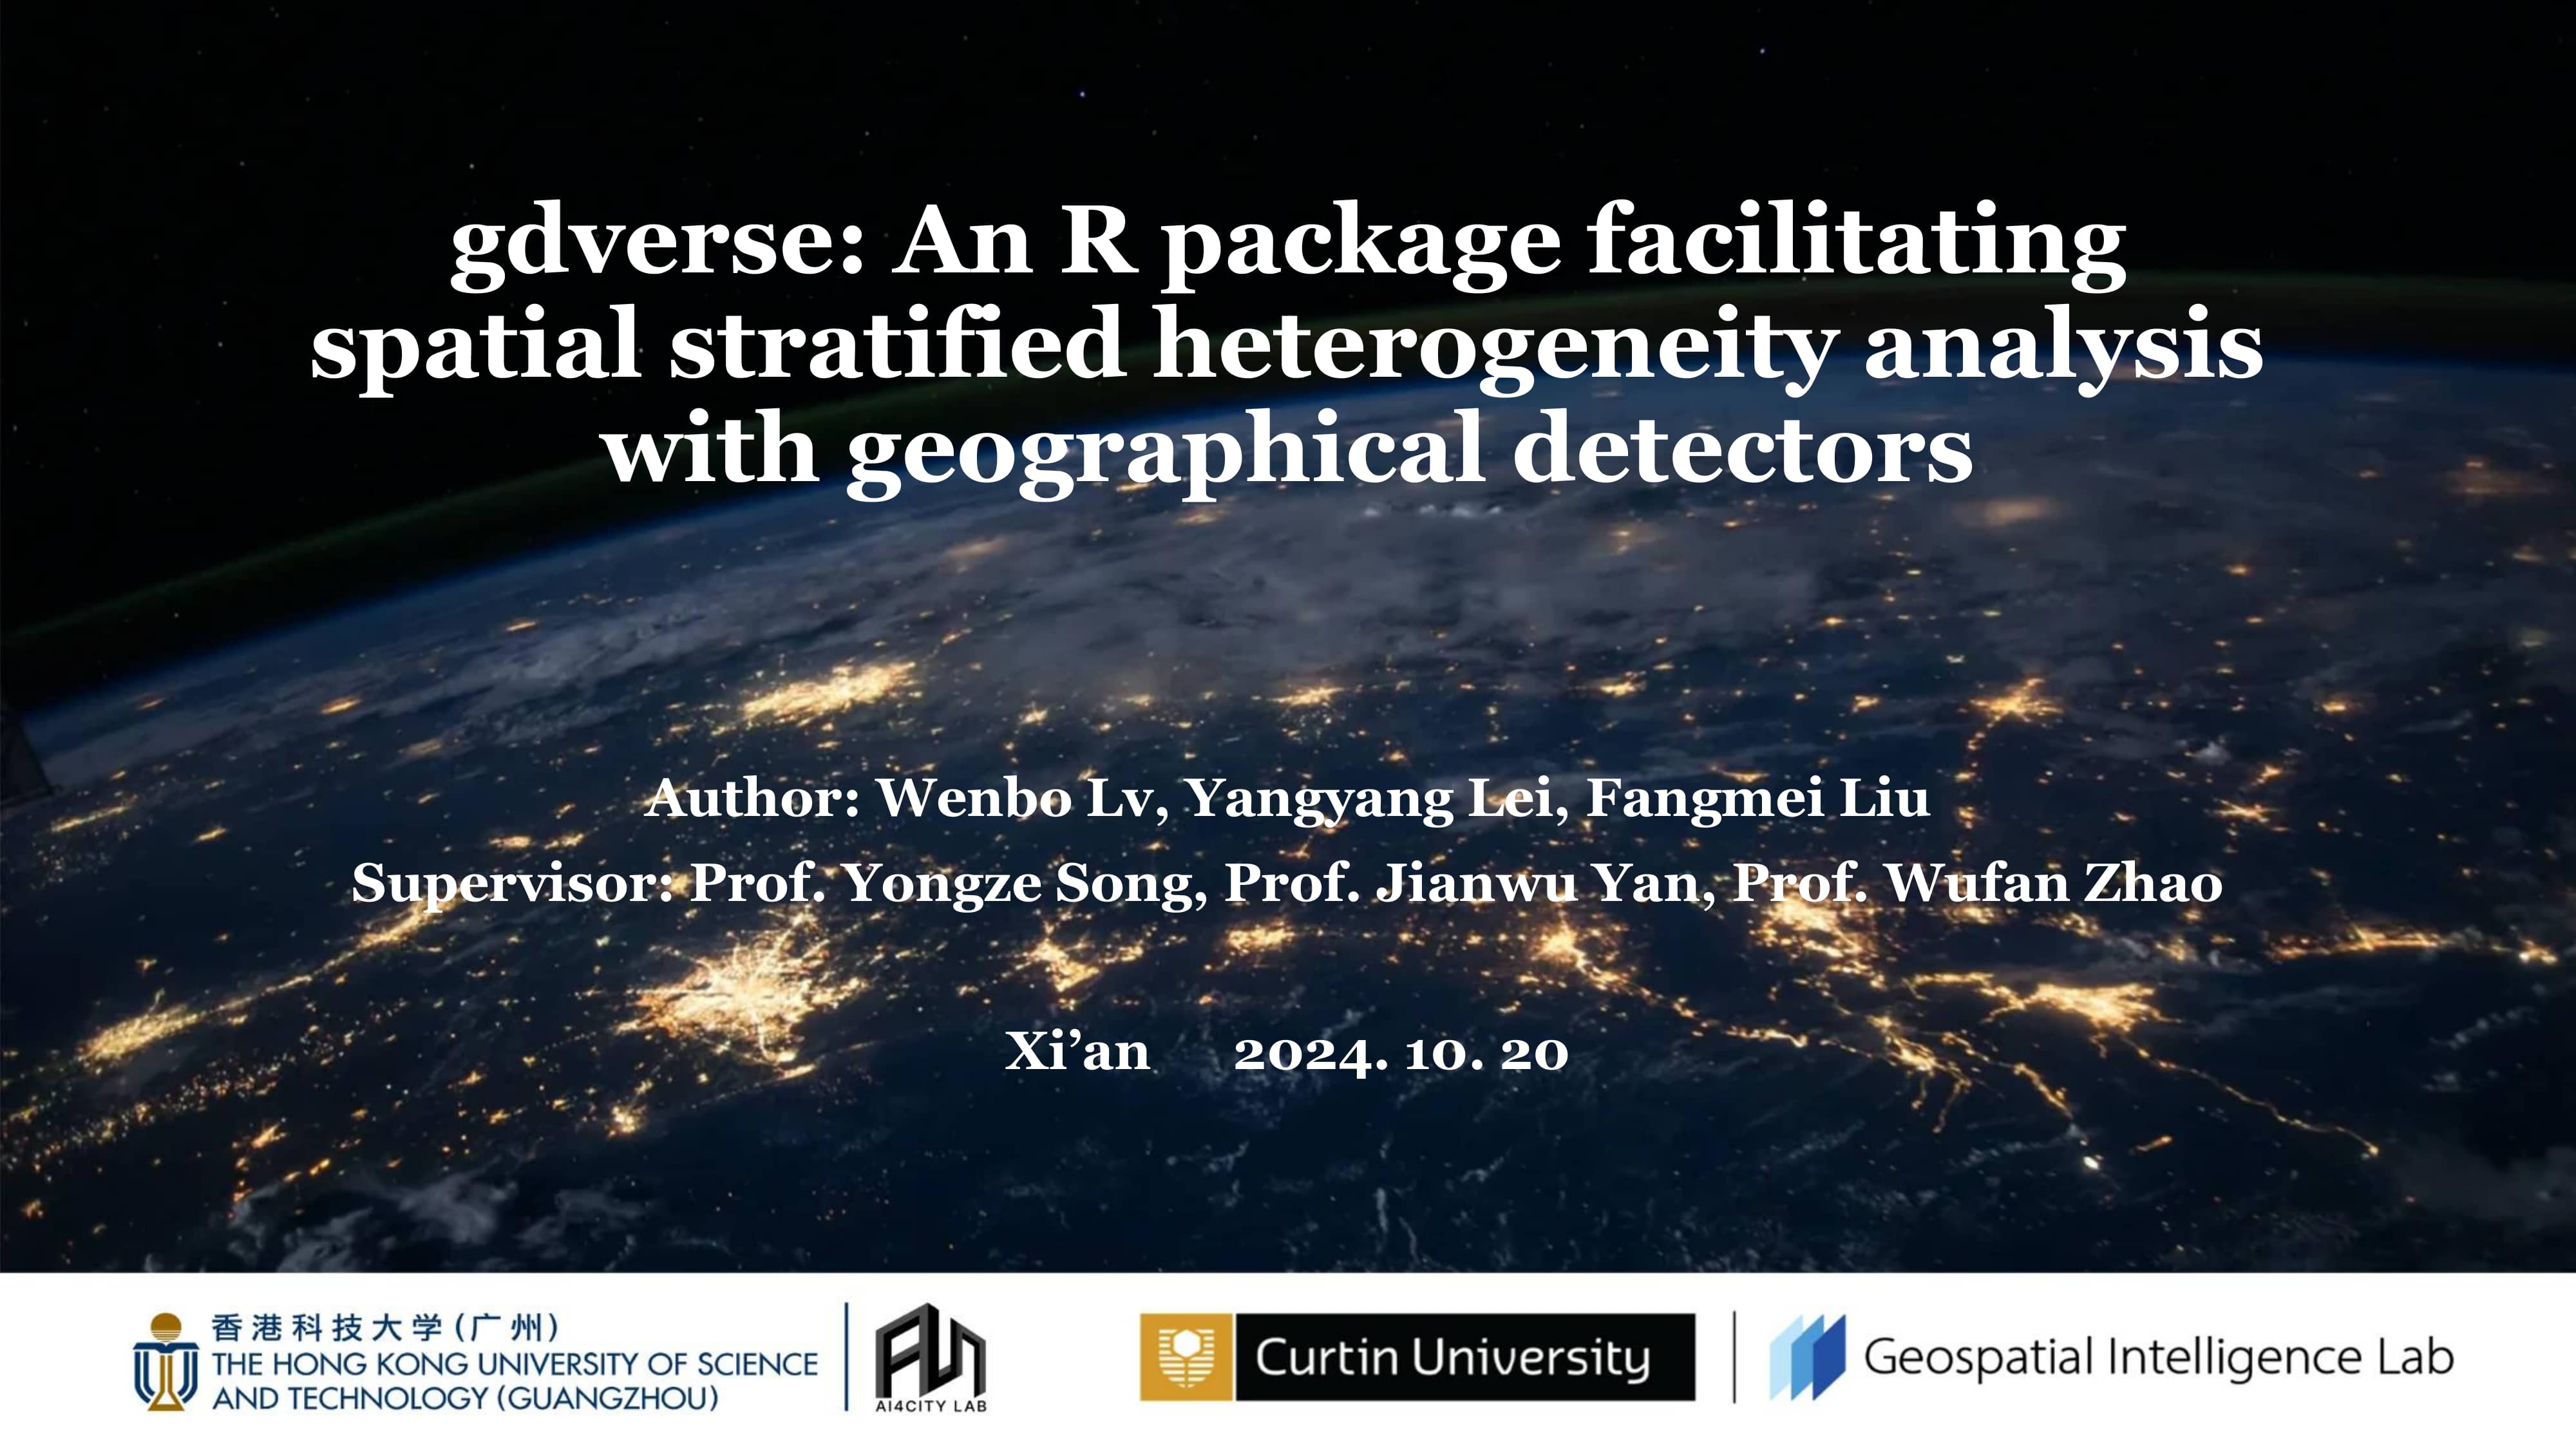 gdverse: An R package facilitating
spatial stratified heterogeneity analysis
with geographical detectors
Author: Wenbo Lv, Yangyang Lei, Fangmei Liu
Supervisor: Prof. Yongze Song, Prof. Jianwu Yan, Prof. Wufan Zhao
Xi’an 2024. 10. 20
香港科技大学(广州)
THE HONG KONG UNIVERSITY OF SCIENCE
AND TECHNOLOGY (GUANGZHOU)
AI4CITY LAB
Curtin University
Geospatial Intelligence Lab